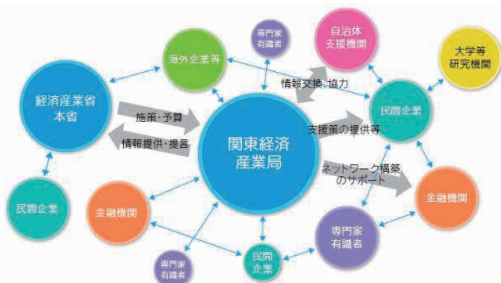 専門家
有識者
自治体
支援機関
大学等
研究機関
海外企業等
情報交換、協力
経済産業省
本省
民間企業
施策・予算
関東経済
産業局
支援策の提供等
情報提供・提言
ネットワーク構築
のサポート
民間企業
金融機関
金融機関
専門家
有識者
専門家
有識者
民間
企業